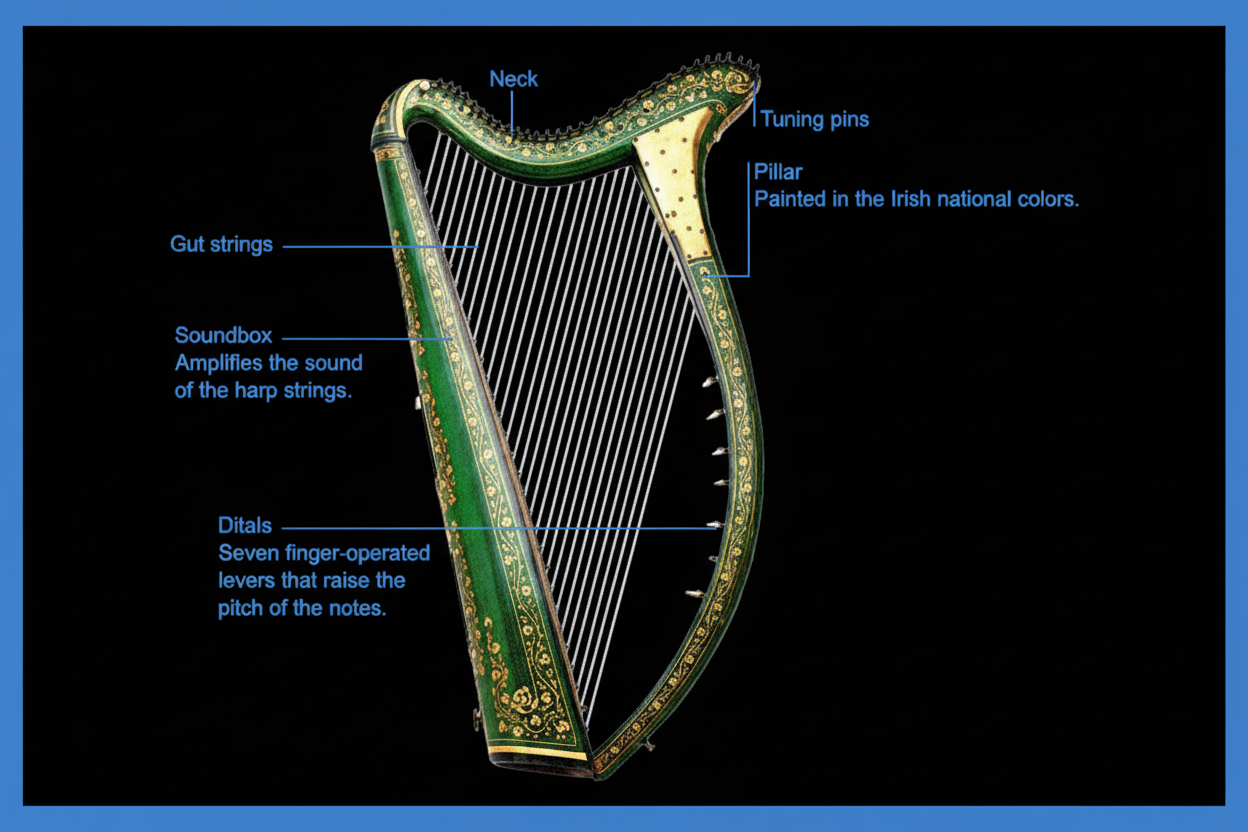 Neck
Tuning pins
Pillar
Painted in the Irish national colors.
Gut strings
Soundbox
Amplifies the sound
of the harp strings.
Ditals
Seven finger-operated
levers that raise the
pitch of the notes.